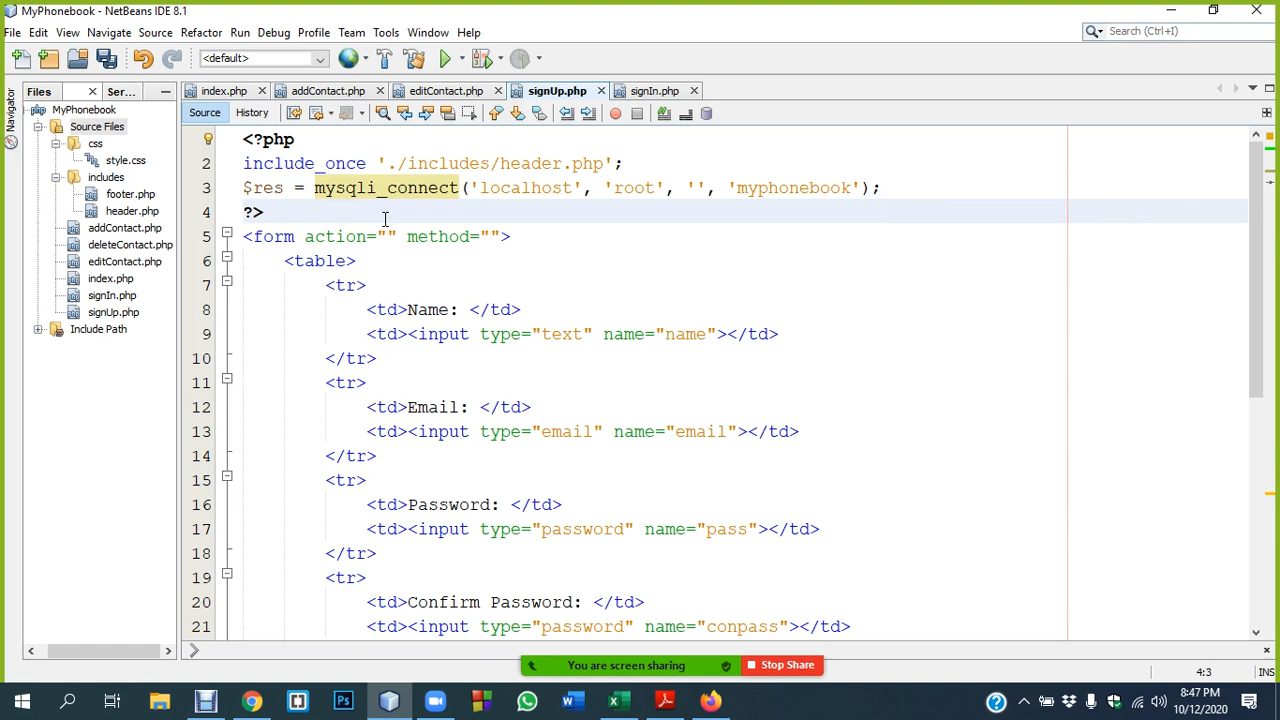 MyPhonebook - NetBeans IDE 8.1
File Edit View Navigate Source Refactor Run Debug Profile Team Tools Window Help
Search (Ctrl+I)
<default>
Files
Ser...
index.php
addContact.php
editContact.php
signUp.php
signIn.php
Navigator
MyPhonebook
Source Files
css
style.css
includes
footer.php
header.php
addContact.php
deleteContact.php
editContact.php
index.php
signIn.php
signUp.php
Include Path
Source
History
<?php
2 include_once './includes/header.php';
3 $res = mysqli_connect('localhost', 'root', '', 'myphonebook');
4 ?>
5 <form action="" method="">
6 <table>
7 <tr>
8 <td>Name: </td>
9 <td><input type="text" name="name"></td>
10 </tr>
11 <tr>
12 <td>Email: </td>
13 <td><input type="email" name="email"></td>
14 </tr>
15 <tr>
16 <td>Password: </td>
17 <td><input type="password" name="pass"></td>
18 </tr>
19 <tr>
20 <td>Confirm Password: </td>
21 <td><input type="password" name="conpass"></td>
You are screen sharing
Stop Share
4:3
INS
Ps
8:47 PM
10/12/2020